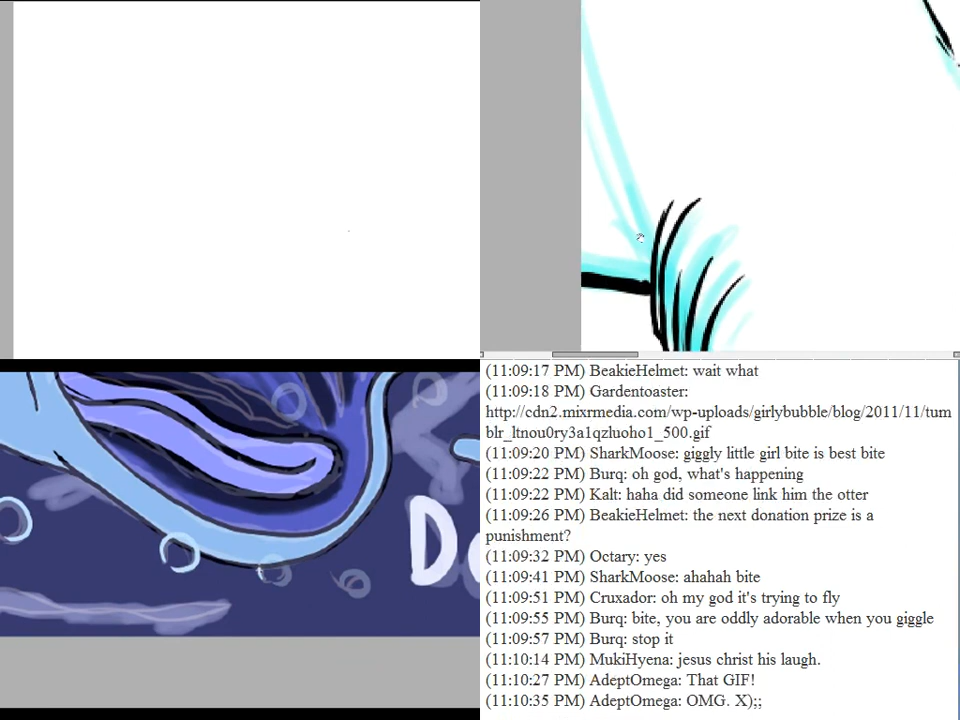 (11:09:17 PM) BeakieHelmet: wait what
(11:09:18 PM) Gardentoaster:
http://cdn2.mixrmedia.com/wp-uploads/girlybubble/blog/2011/11/tum
blr_ltnou0ry3a1qzluoho1_500.gif
(11:09:20 PM) SharkMoose: giggly little girl bite is best bite
(11:09:22 PM) Burq: oh god, what's happening
(11:09:22 PM) Kalt: haha did someone link him the otter
(11:09:26 PM) BeakieHelmet: the next donation prize is a
punishment?
(11:09:32 PM) Octary: yes
(11:09:41 PM) SharkMoose: ahahah bite
(11:09:51 PM) Cruxador: oh my god it's trying to fly
(11:09:55 PM) Burq: bite, you are oddly adorable when you giggle
(11:09:57 PM) Burq: stop it
(11:10:14 PM) MukiHyena: jesus christ his laugh.
(11:10:27 PM) AdeptOmega: That GIF!
(11:10:35 PM) AdeptOmega: OMG. X);;